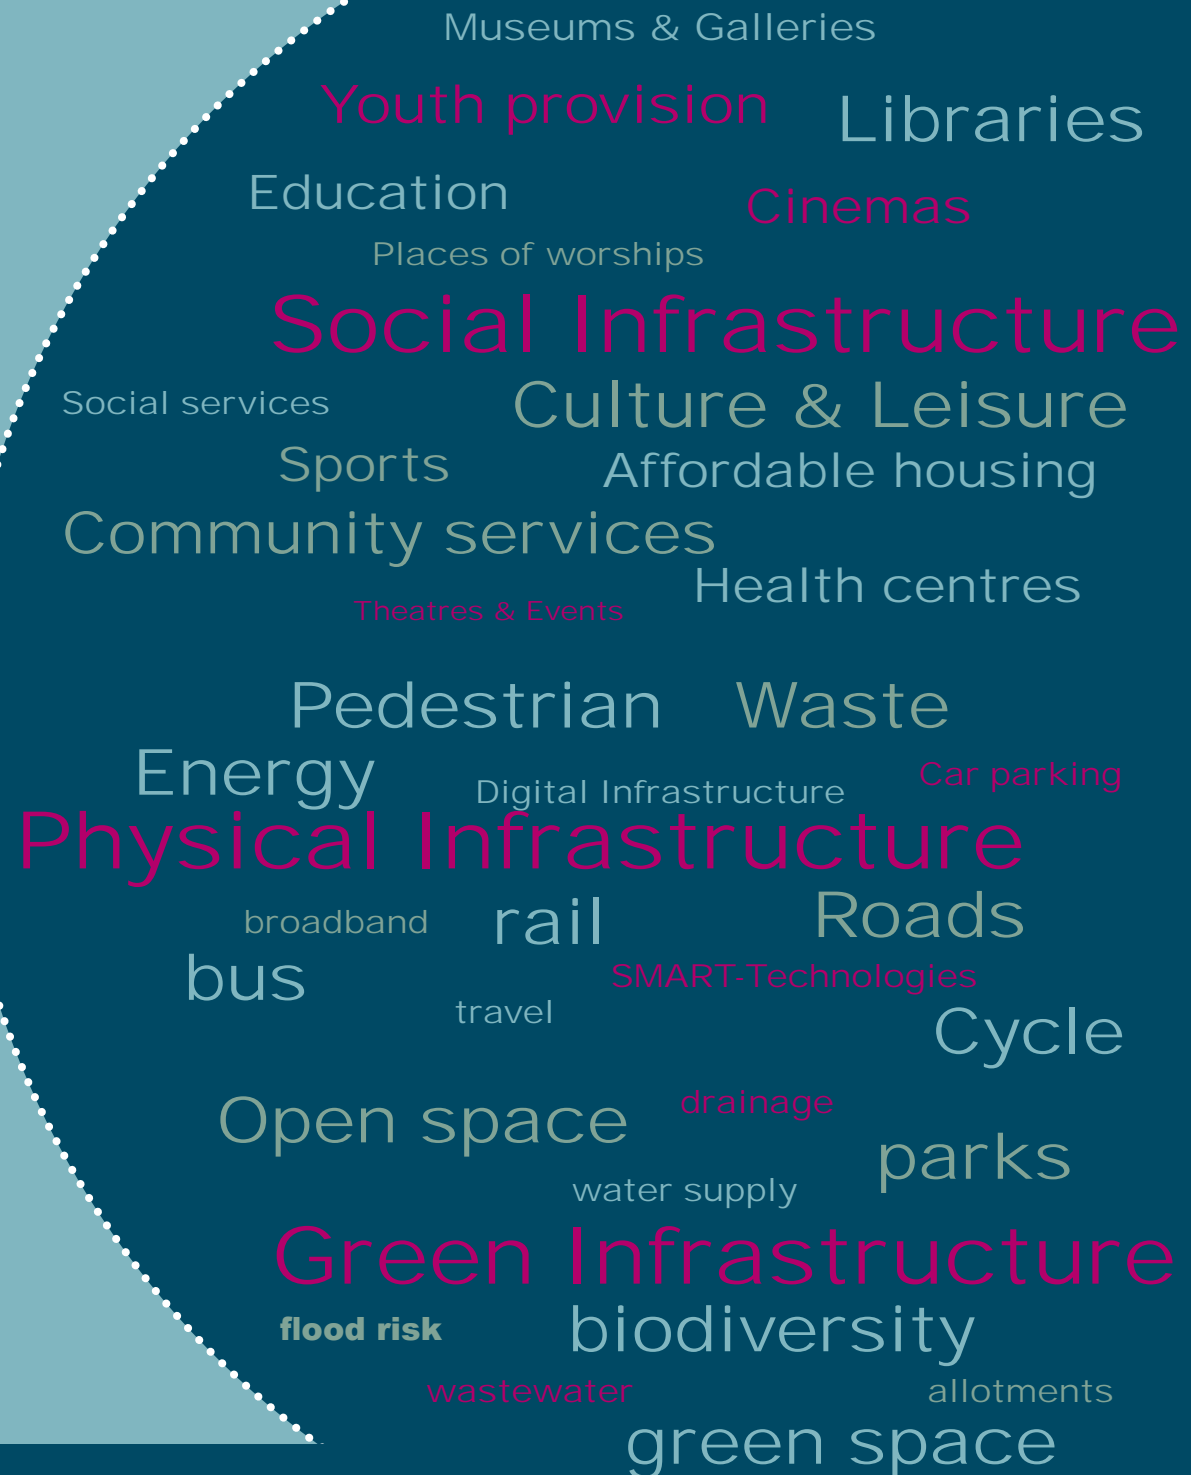 Museums & Galleries
Youth provision
Libraries
Education
Cinemas
Places of worships
Social Infrastructure
Social services
Culture & Leisure
Sports
Affordable housing
Community services
Health centres
Theatres & Events
Pedestrian
Waste
Energy
Digital Infrastructure
Car parking
Physical Infrastructure
broadband
rail
Roads
bus
SMART-Technologies
travel
Cycle
Open space
drainage
parks
water supply
Green Infrastructure
flood risk
biodiversity
wastewater
allotments
green space